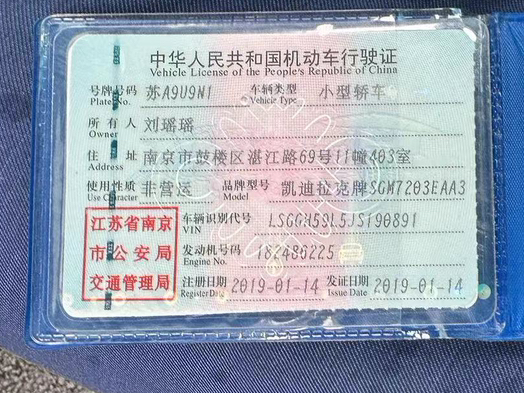 中华人民共和国机动车行驶证
Vehicle License of the People's Republic of China
号牌号码 Plate No. 苏A9U9N1 车辆类型 Vehicle Type 小型轿车
所有人 Owner 刘瑶瑶
住址 Address 南京市鼓楼区湛江路69号11幢403室
使用性质 Use Character 非营运 品牌型号 Model 凯迪拉克牌SGM7203EAA3
江苏省南京
市公安局
交通管理局
车辆识别代号 VIN LSGGH59L5JS190891
发动机号码 Engine No. 182480225
注册日期 Register Date 2019-01-14 发证日期 Issue Date 2019-01-14